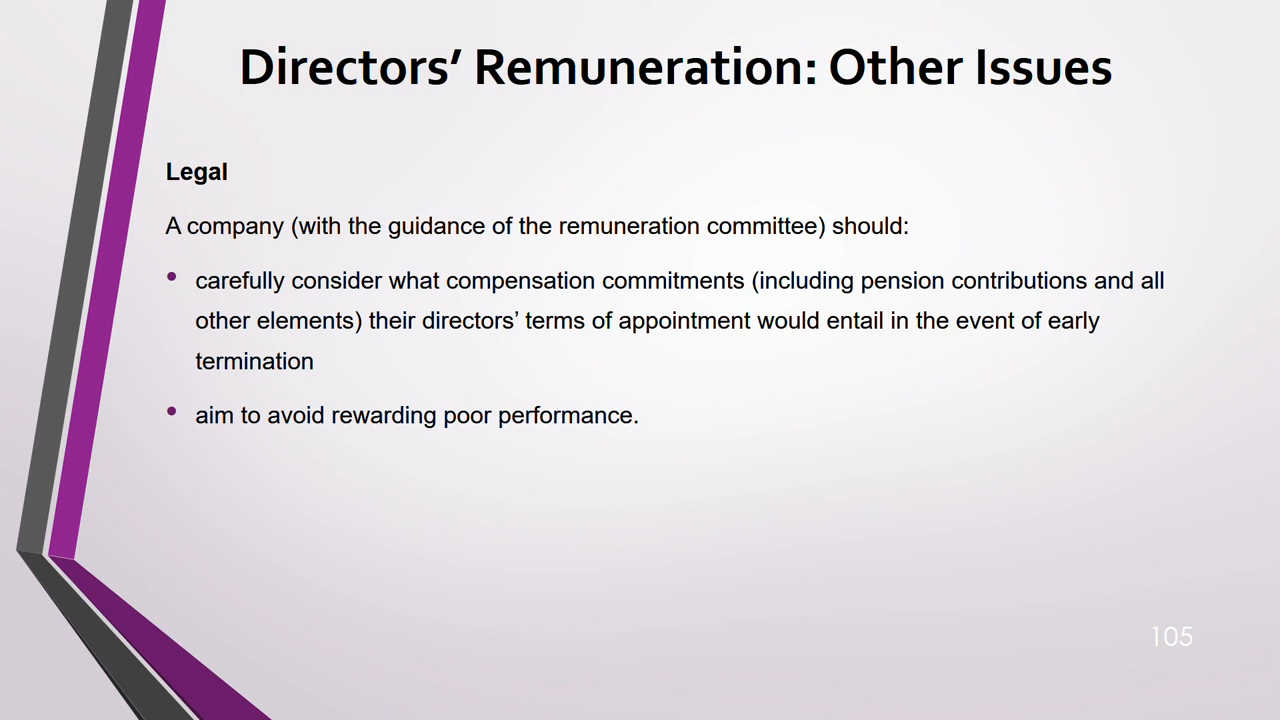 Directors’ Remuneration: Other Issues
Legal
A company (with the guidance of the remuneration committee) should:
• carefully consider what compensation commitments (including pension contributions and all
other elements) their directors’ terms of appointment would entail in the event of early
termination
• aim to avoid rewarding poor performance.
105